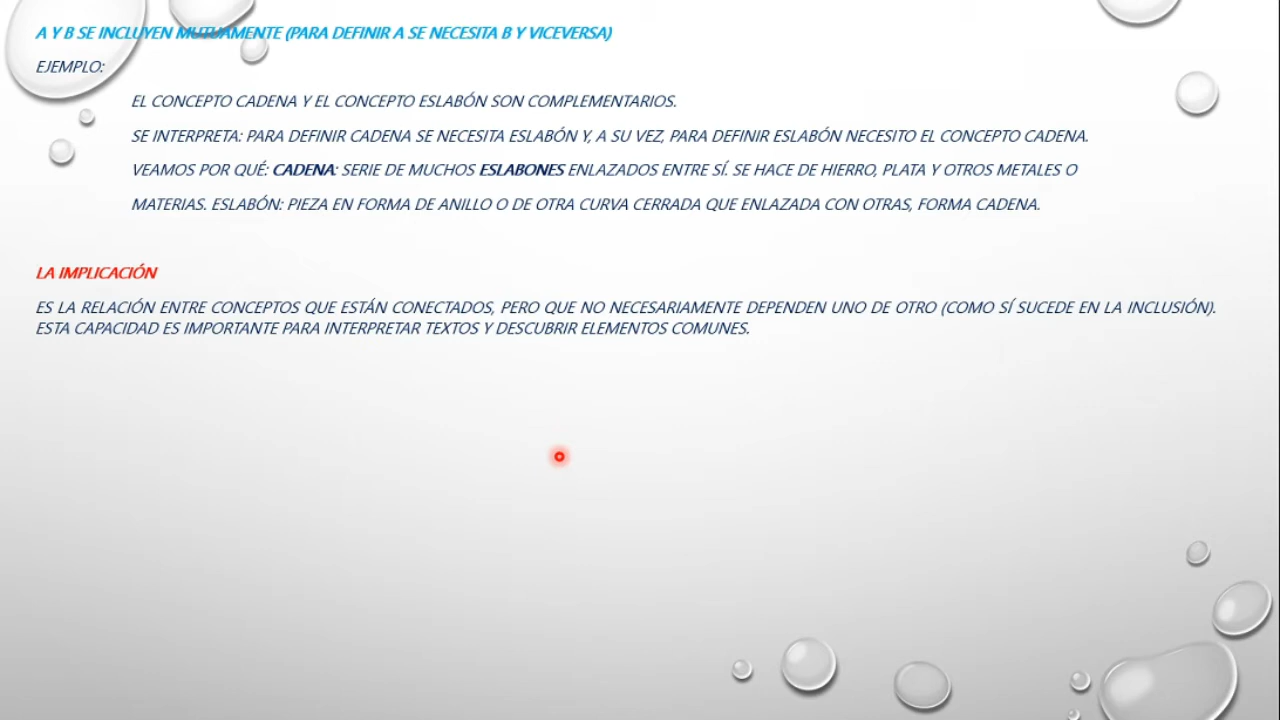 A Y B SE INCLUYEN MUTUAMENTE (PARA DEFINIR A SE NECESITA B Y VICEVERSA)
EJEMPLO:
EL CONCEPTO CADENA Y EL CONCEPTO ESLABÓN SON COMPLEMENTARIOS.
SE INTERPRETA: PARA DEFINIR CADENA SE NECESITA ESLABÓN Y, A SU VEZ, PARA DEFINIR ESLABÓN NECESITO EL CONCEPTO CADENA.
VEAMOS POR QUÉ: CADENA: SERIE DE MUCHOS ESLABONES ENLAZADOS ENTRE SÍ. SE HACE DE HIERRO, PLATA Y OTROS METALES O
MATERIAS. ESLABÓN: PIEZA EN FORMA DE ANILLO O DE OTRA CURVA CERRADA QUE ENLAZADA CON OTRAS, FORMA CADENA.
LA IMPLICACIÓN
ES LA RELACIÓN ENTRE CONCEPTOS QUE ESTÁN CONECTADOS, PERO QUE NO NECESARIAMENTE DEPENDEN UNO DE OTRO (COMO SÍ SUCEDE EN LA INCLUSIÓN).
ESTA CAPACIDAD ES IMPORTANTE PARA INTERPRETAR TEXTOS Y DESCUBRIR ELEMENTOS COMUNES.